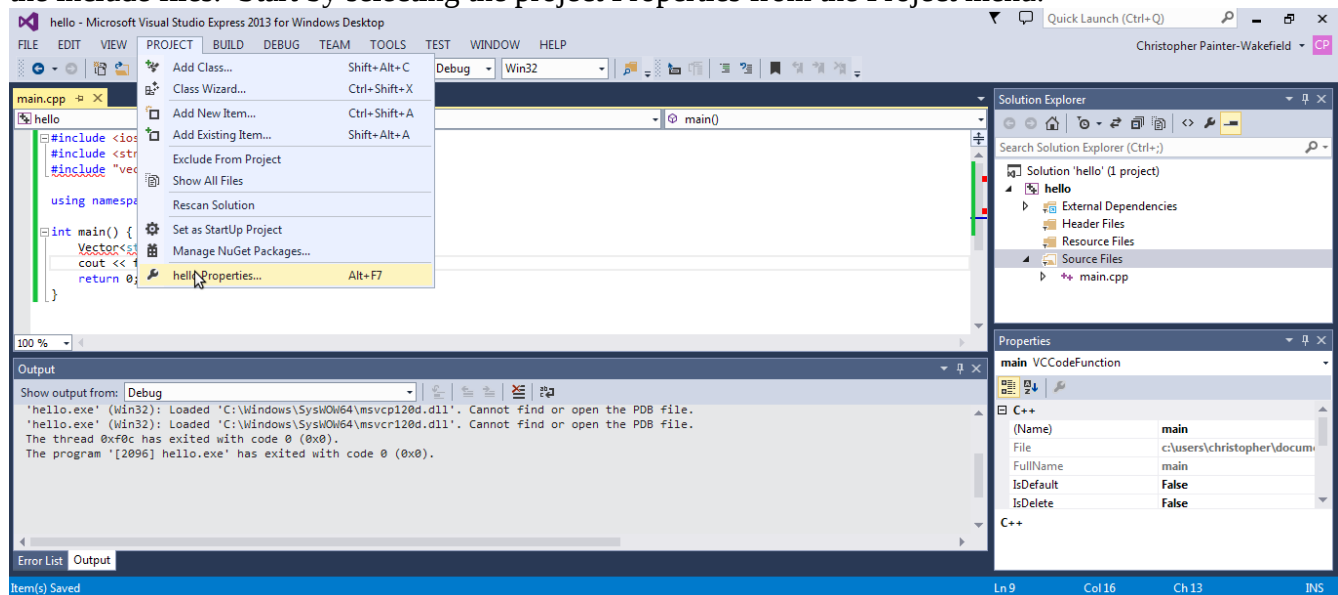 the include files. Start by selecting the project Properties from the Project menu.
hello - Microsoft Visual Studio Express 2013 for Windows Desktop
Quick Launch (Ctrl+Q)
FILE EDIT VIEW PROJECT BUILD DEBUG TEAM TOOLS TEST WINDOW HELP
Christopher Painter-Wakefield CP
Debug Win32
Add Class... Shift+Alt+C
Class Wizard... Ctrl+Shift+X
Add New Item... Ctrl+Shift+A
Add Existing Item... Shift+Alt+A
Exclude From Project
Show All Files
Rescan Solution
Set as StartUp Project
Manage NuGet Packages...
hello Properties... Alt+F7
main.cpp
hello
main()
#include <ios
#include <str
#include "vec
using namespa
int main() {
Vector<st
cout << f
return 0;
}
100 %
Solution Explorer
Search Solution Explorer (Ctrl+;)
Solution 'hello' (1 project)
hello
External Dependencies
Header Files
Resource Files
Source Files
main.cpp
Output
Show output from: Debug
'hello.exe' (Win32): Loaded 'C:\Windows\SysWOW64\msvcp120d.dll'. Cannot find or open the PDB file.
'hello.exe' (Win32): Loaded 'C:\Windows\SysWOW64\msvcr120d.dll'. Cannot find or open the PDB file.
The thread 0xf0c has exited with code 0 (0x0).
The program '[2096] hello.exe' has exited with code 0 (0x0).
Error List Output
Properties
main VCCodeFunction
C++
(Name) main
File c:\users\christopher\docum
FullName main
IsDefault False
IsDelete False
C++
Item(s) Saved
Ln 9 Col 16 Ch 13 INS